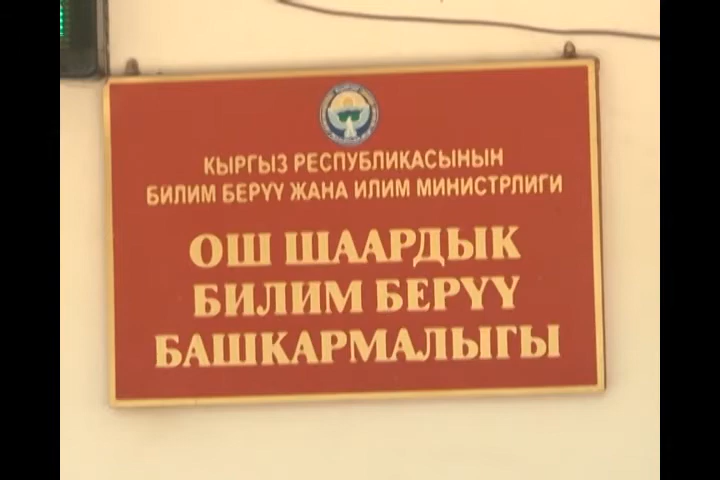 КЫРГЫЗ РЕСПУБЛИКАСЫНЫН
БИЛИМ БЕРҮҮ ЖАНА ИЛИМ МИНИСТРЛИГИ
ОШ ШААРДЫК
БИЛИМ БЕРҮҮ
БАШКАРМАЛЫГЫ